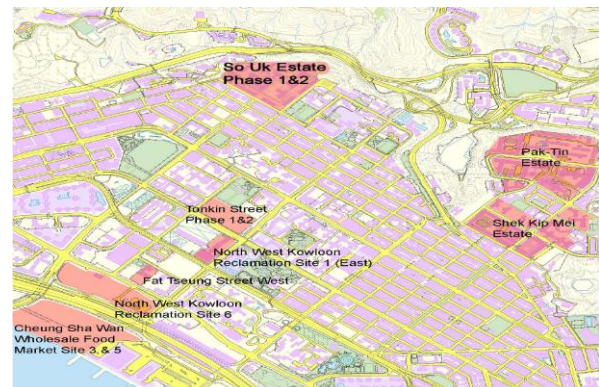 So Uk Estate
Phase 1&2
Pak-Tin
Estate
Tonkin Street
Phase 1&2
Shek Kip Mei
Estate
North West Kowloon
Reclamation Site 1 (East)
Fat Tseung Street West
North West Kowloon
Reclamation Site 6
Cheung Sha Wan
Wholesale Food
Market Site 3 & 5